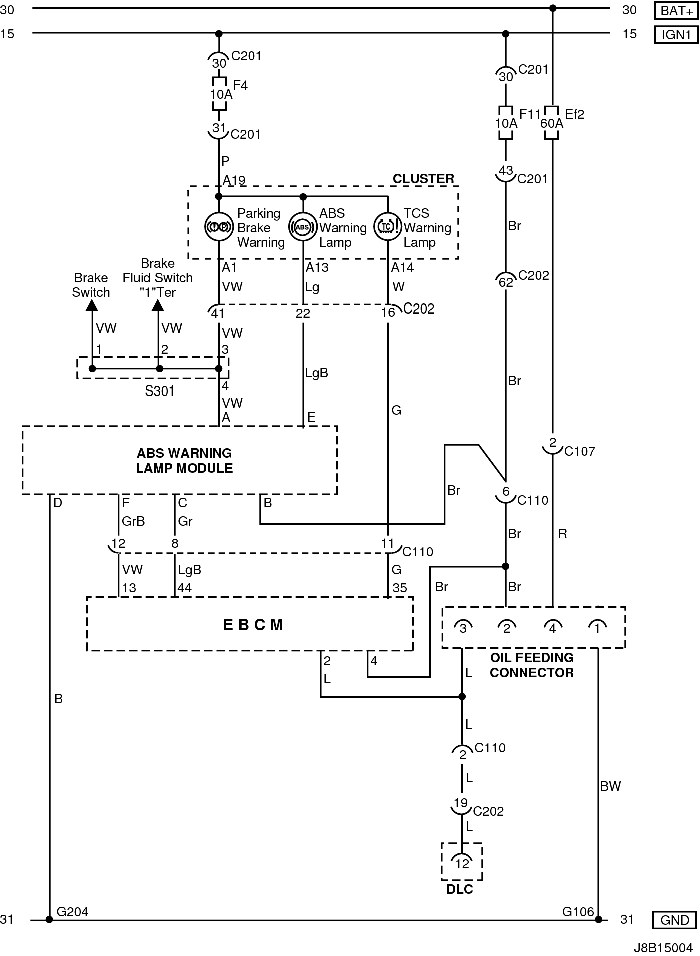 30 30 BAT+
15 15 IGN1
C201 30
F4 10A
31 C201
P
A19
30 C201
F11 10A
Ef2 60A
43 C201
Br
CLUSTER
Parking Brake Warning
ABS Warning Lamp
TCS Warning Lamp
(P)
ABS
TC
A1 A13 A14
VW Lg W
41 22 16 C202
62 C202
Brake Switch
Brake Fluid Switch "1"Ter
VW VW VW
1 2 3
S301
4
VW
A E
LgB
G
Br
2 C107
ABS WARNING
LAMP MODULE
D F C B
GrB Gr
Br
6 C110
12 8 11 C110
Br R
VW LgB G
13 44 35
Br Br
E B C M
3 2 4 1
2 4
L
OIL FEEDING
CONNECTOR
L
B
L
C110 2
L
BW
19 C202
L
12
DLC
31 G204 G106 31 GND
J8B15004